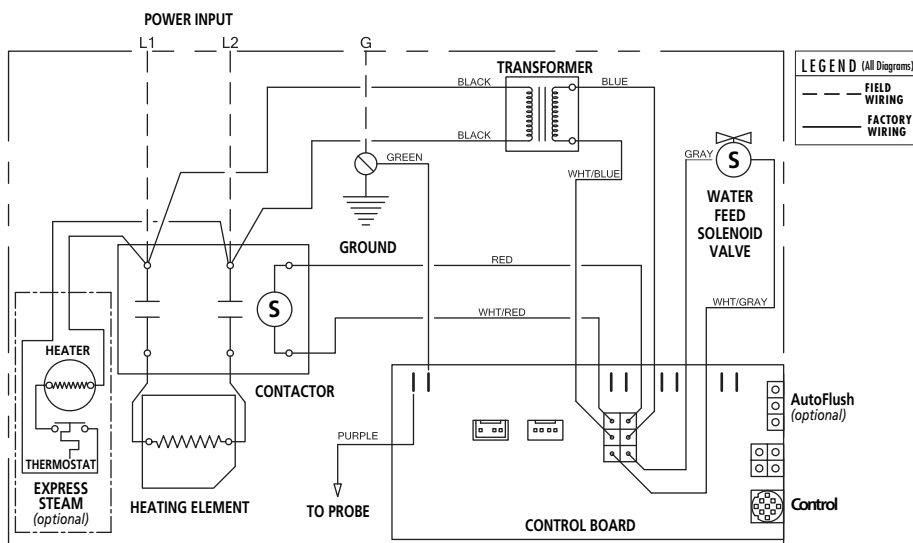 POWER INPUT
L1
L2
G
TRANSFORMER
BLACK
BLUE
LEGEND (All Diagrams)
FIELD
WIRING
FACTORY
WIRING
BLACK
GREEN
WHT/BLUE
GRAY
S
WATER
FEED
SOLENOID
VALVE
GROUND
RED
S
WHT/RED
WHT/GRAY
HEATER
CONTACTOR
AutoFlush
(optional)
PURPLE
THERMOSTAT
EXPRESS
STEAM
(optional)
HEATING ELEMENT
TO PROBE
CONTROL BOARD
Control